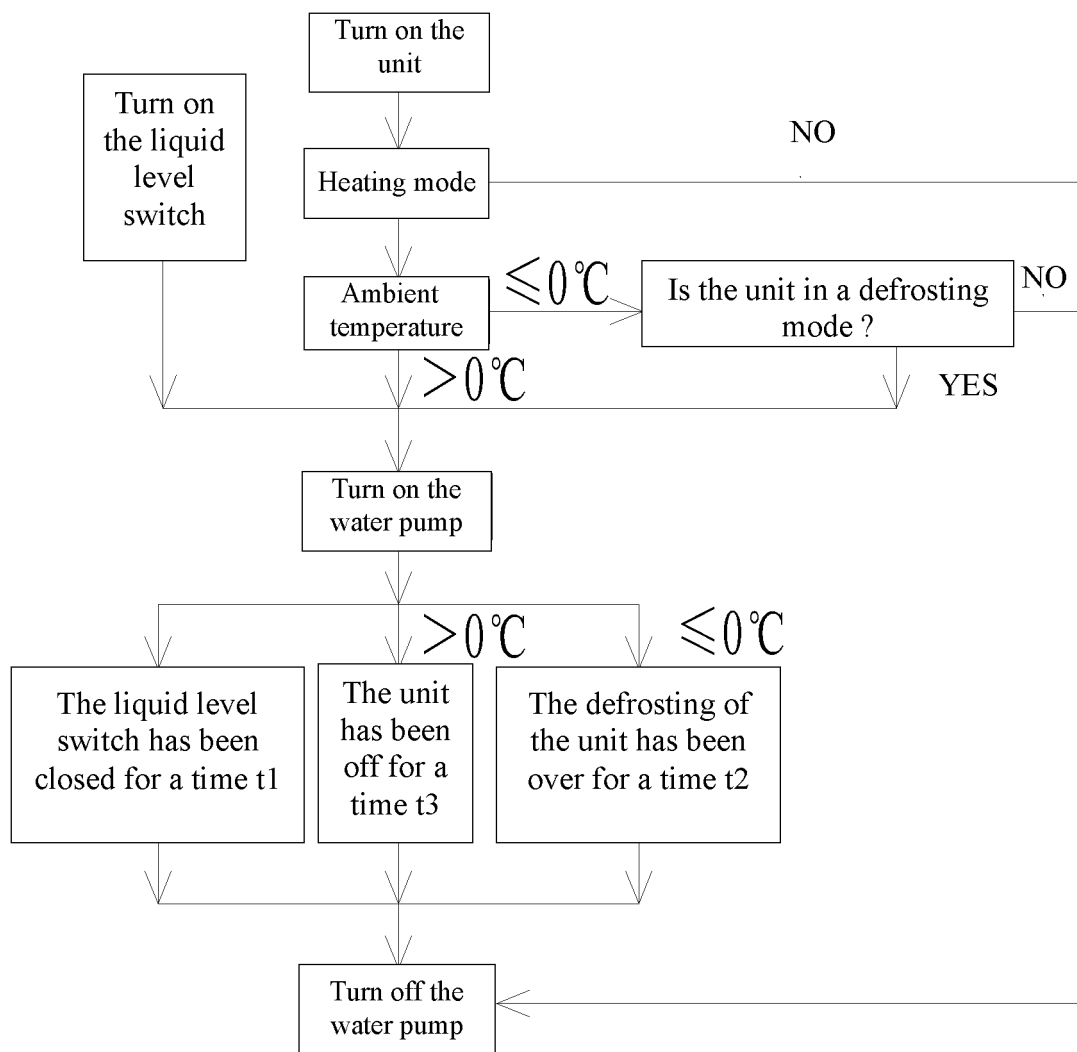 Turn on the
unit
Turn on
the liquid
level
switch
NO
Heating mode
≤0℃
Ambient
temperature
Is the unit in a defrosting
mode ?
NO
>0℃
YES
Turn on the
water pump
>0℃
≤0℃
The liquid level
switch has been
closed for a time t1
The unit
has been
off for a
time t3
The defrosting of
the unit has been
over for a time t2
Turn off the
water pump